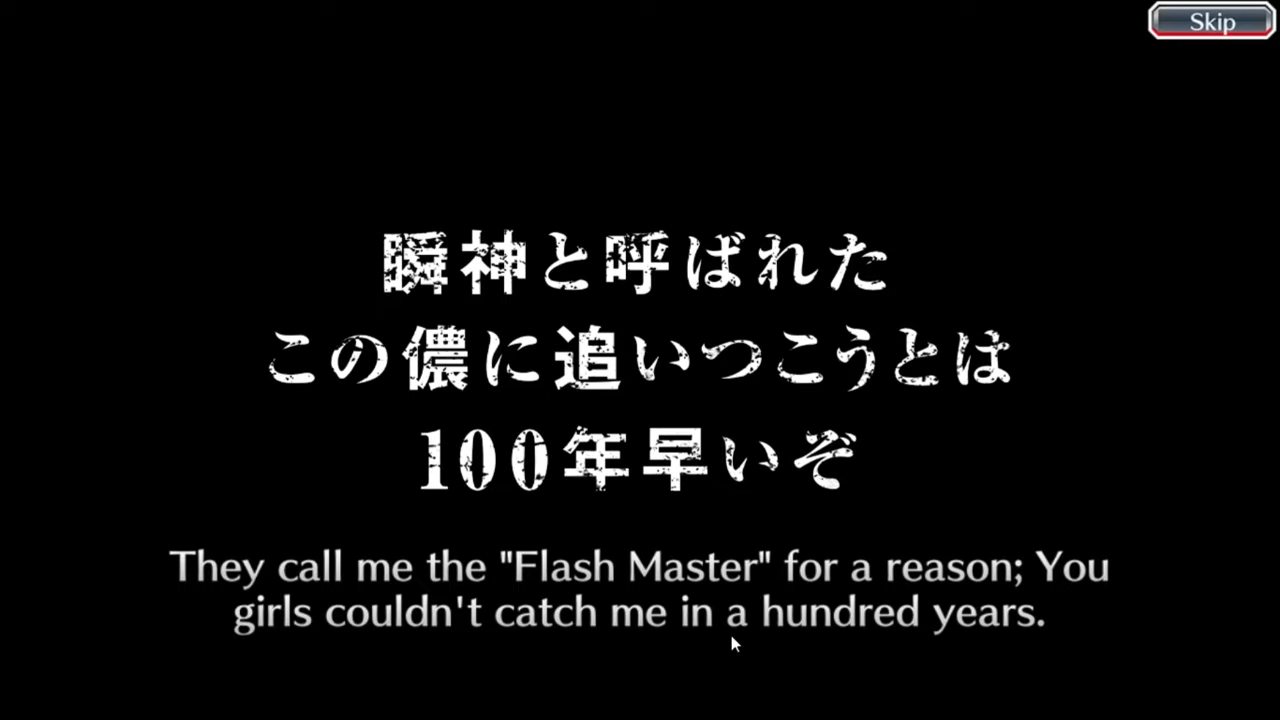 Skip
瞬神と呼ばれた
この儂に追いつこうとは
100年早いぞ
They call me the "Flash Master" for a reason; You
girls couldn't catch me in a hundred years.